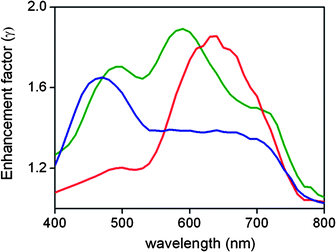 2.0
1.6
1.2
Enhancement factor (γ)
400 500 600 700 800
wavelength (nm)